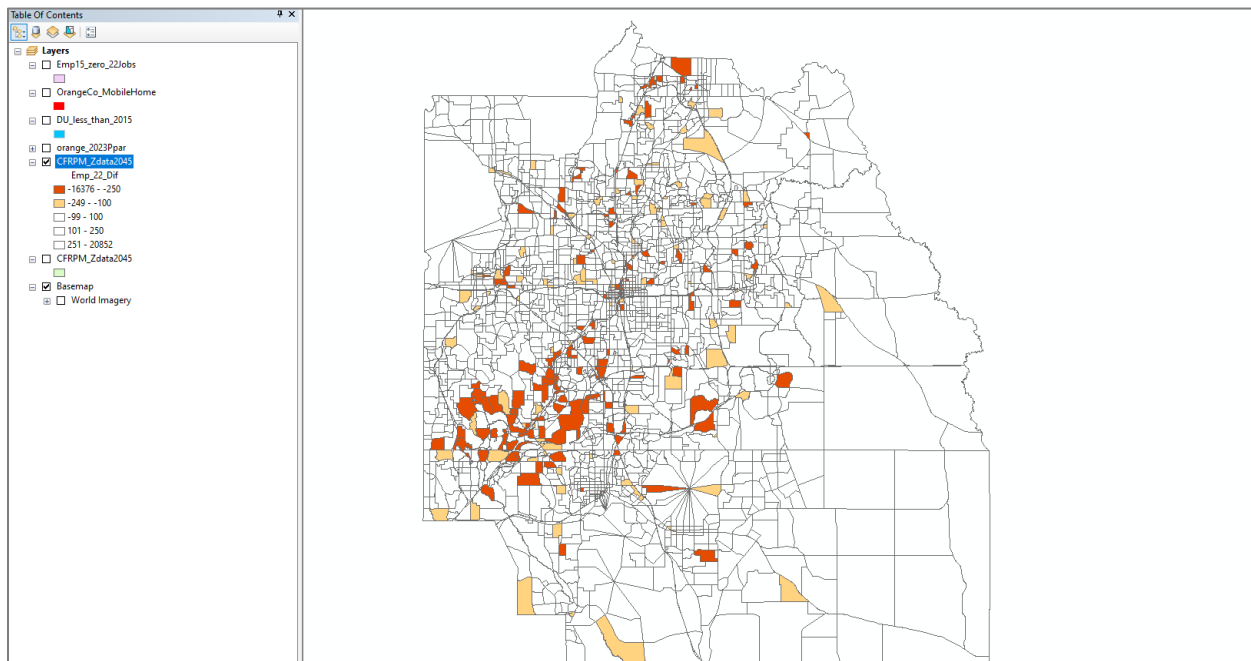 Table Of Contents
Layers
Emp15_zero_22Jobs
OrangeCo_MobileHome
DU_less_than_2015
orange_2023Ppar
CFRPM_Zdata2045
Emp_22_Dif
-16376 - -250
-249 - -100
-99 - 100
101 - 250
251 - 20852
CFRPM_Zdata2045
Basemap
World Imagery